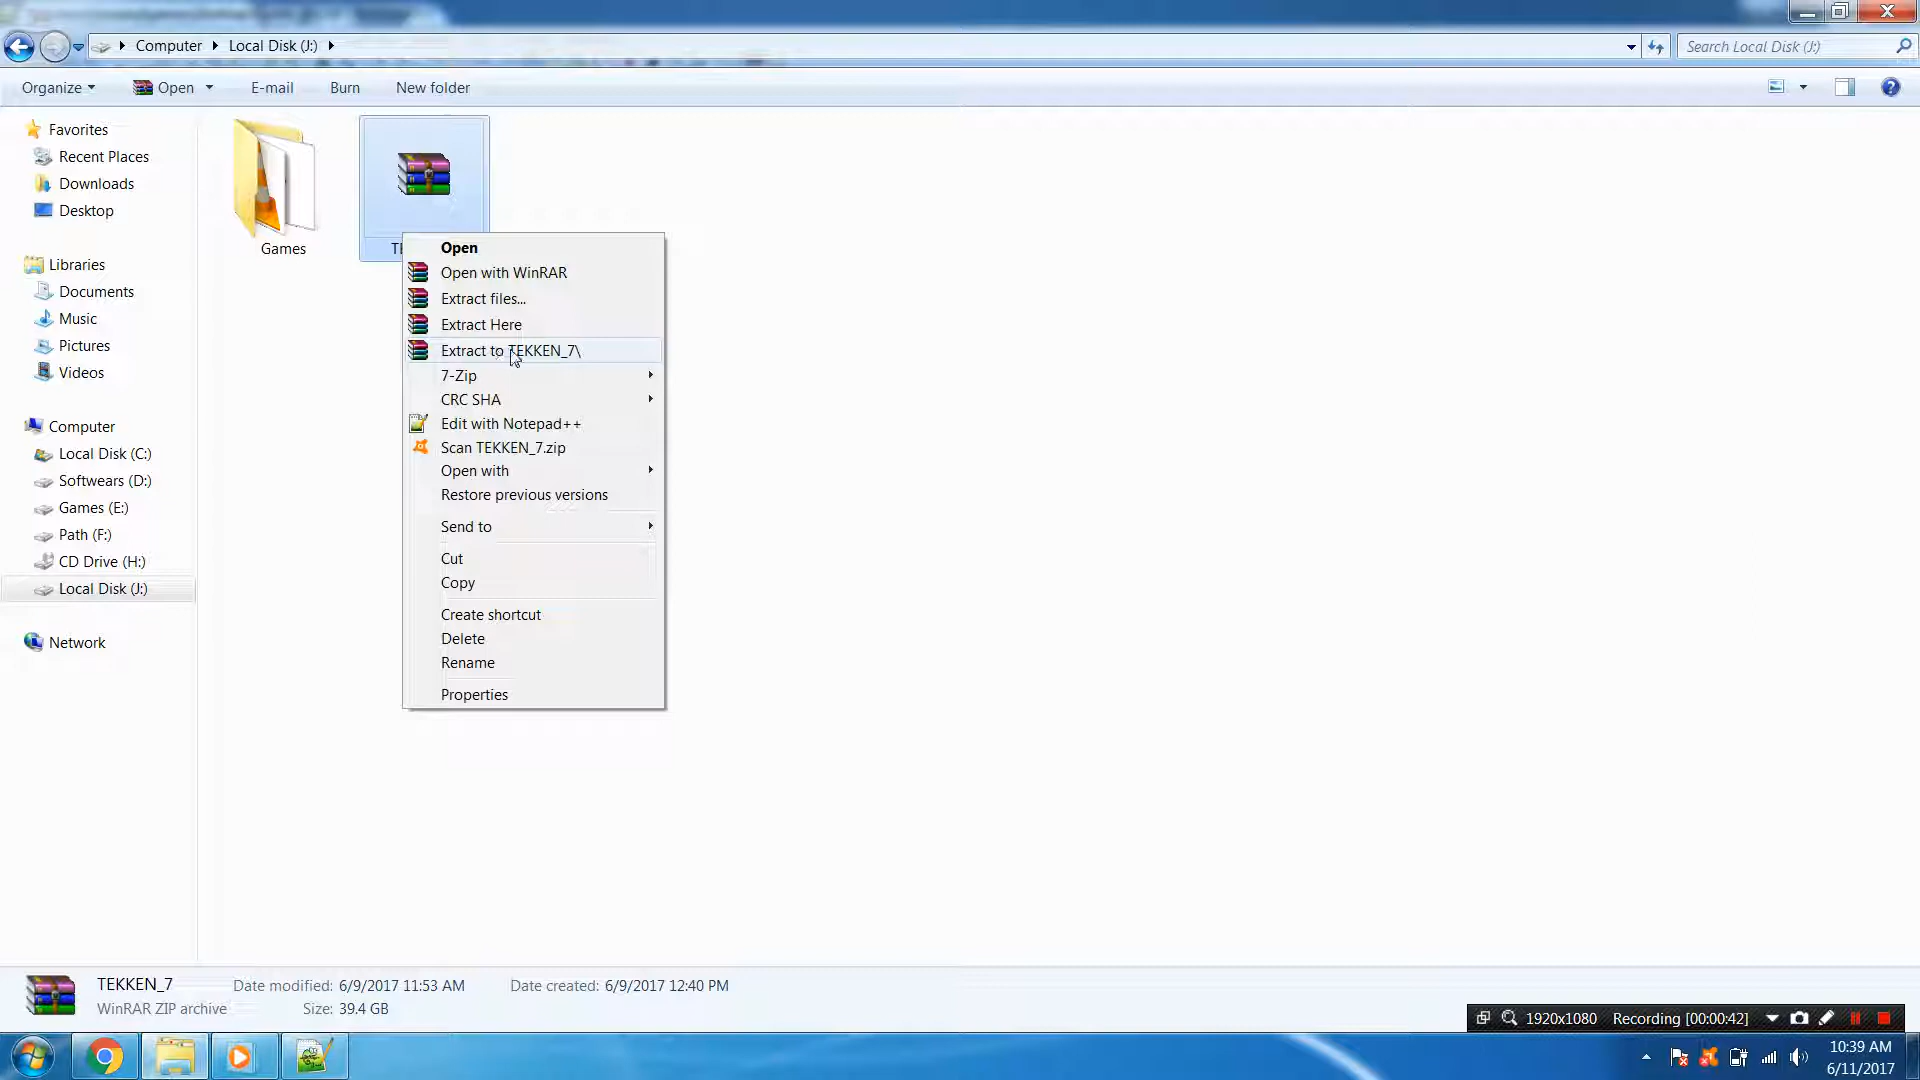 Computer Local Disk (J:)
Search Local Disk (J:)
Organize Open E-mail Burn New folder
Favorites
Recent Places
Downloads
Desktop
Libraries
Documents
Music
Pictures
Videos
Computer
Local Disk (C:)
Softwears (D:)
Games (E:)
Path (F:)
CD Drive (H:)
Local Disk (J:)
Network
Games
Open
Open with WinRAR
Extract files...
Extract Here
Extract to TEKKEN_7\
7-Zip
CRC SHA
Edit with Notepad++
Scan TEKKEN_7.zip
Open with
Restore previous versions
Send to
Cut
Copy
Create shortcut
Delete
Rename
Properties
TEKKEN_7 Date modified: 6/9/2017 11:53 AM Date created: 6/9/2017 12:40 PM
WinRAR ZIP archive Size: 39.4 GB
1920x1080 Recording [00:00:42]
10:39 AM
6/11/2017